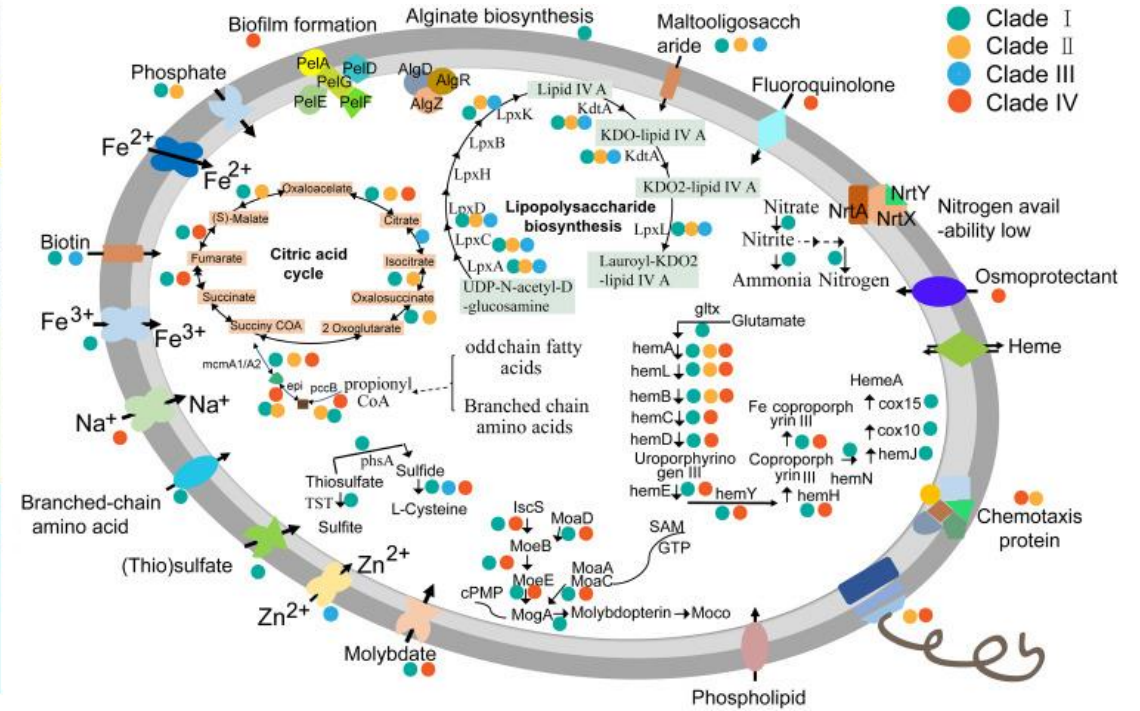 Biofilm formation
Alginate biosynthesis
Maltooligosacch
aride
Clade I
Clade II
Clade III
Clade IV
Phosphate
PelA
PelD
PelG
PelE
PelF
AlgD
AlgR
AlgZ
Fluoroquinolone
Fe2+
Fe2+
Lipid IV A
KdtA
KDO-lipid IV A
KdtA
KDO2-lipid IV A
LpxL
Lauroyl-KDO2
-lipid IV A
LpxK
LpxB
LpxH
LpxD
LpxC
LpxA
UDP-N-acetyl-D
-glucosamine
Lipopolysaccharide
biosynthesis
Oxaloacelate
(S)-Malate
Citrate
Fumarate
Citric acid
cycle
Isocitrate
Succinate
Oxalosuccinate
Succiny COA
2 Oxoglutarate
mcmA1/A2
epi
pccB
propionyl
CoA
odd chain fatty
acids
Branched chain
amino acids
NrtA
NrtY
NrtX
Nitrogen avail
-ability low
Nitrate
Nitrite
Ammonia
Nitrogen
Biotin
Osmoprotectant
Fe3+
Fe3+
Heme
Na+
Na+
gltx
Glutamate
hemA
hemL
hemB
hemC
hemD
Uroporphyrino
gen III
hemE
hemY
hemH
Coproporph
yrin III
Fe coproporph
yrin III
hemN
HemeA
cox15
cox10
hemJ
Branched-chain
amino acid
phsA
Thiosulfate
Sulfide
TST
L-Cysteine
Sulfite
(Thio)sulfate
Zn2+
Zn2+
IscS
MoaD
MoeB
MoaA
MoaC
MoeE
SAM
GTP
cPMP
MogA
Molybdopterin
Moco
Molybdate
Phospholipid
Chemotaxis
protein